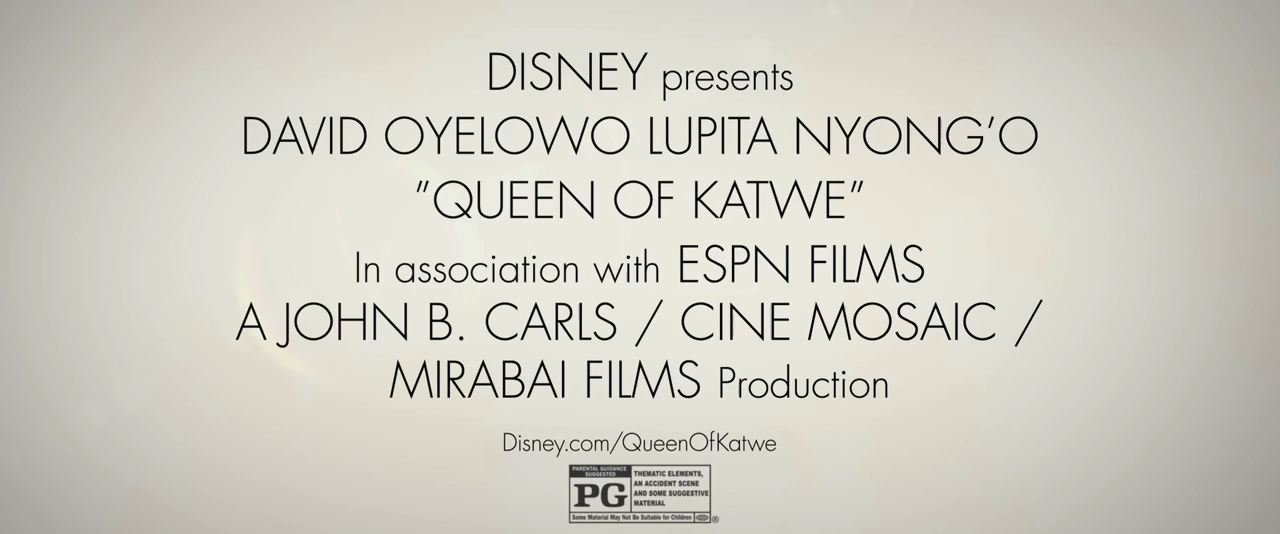 DISNEY presents
DAVID OYELOWO LUPITA NYONG'O
"QUEEN OF KATWE"
In association with ESPN FILMS
A JOHN B. CARLS / CINE MOSAIC /
MIRABAI FILMS Production
Disney.com/QueenOfKatwe
PARENTAL GUIDANCE SUGGESTED
PG
THEMATIC ELEMENTS,
AN ACCIDENT SCENE
AND SOME SUGGESTIVE
MATERIAL
Some Material May Not Be Suitable for Children
®